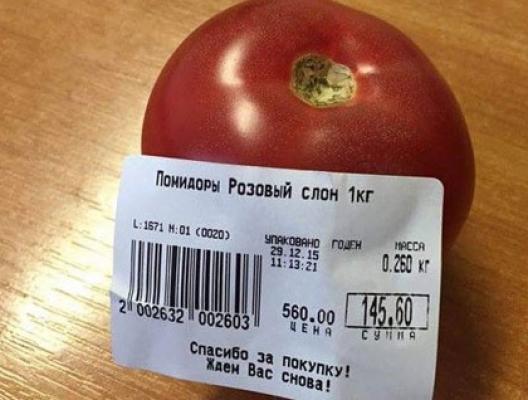 Помидоры Розовый слон 1кг
L:1671 M:01 (0020)
УПАКОВАНО ГОДЕН МАССА
29.12.15 0.260 кг
11:13:21
2 002632 002603
560.00 145.60
ЦЕНА СУММА
Спасибо за покупку!
Ждем Вас снова!